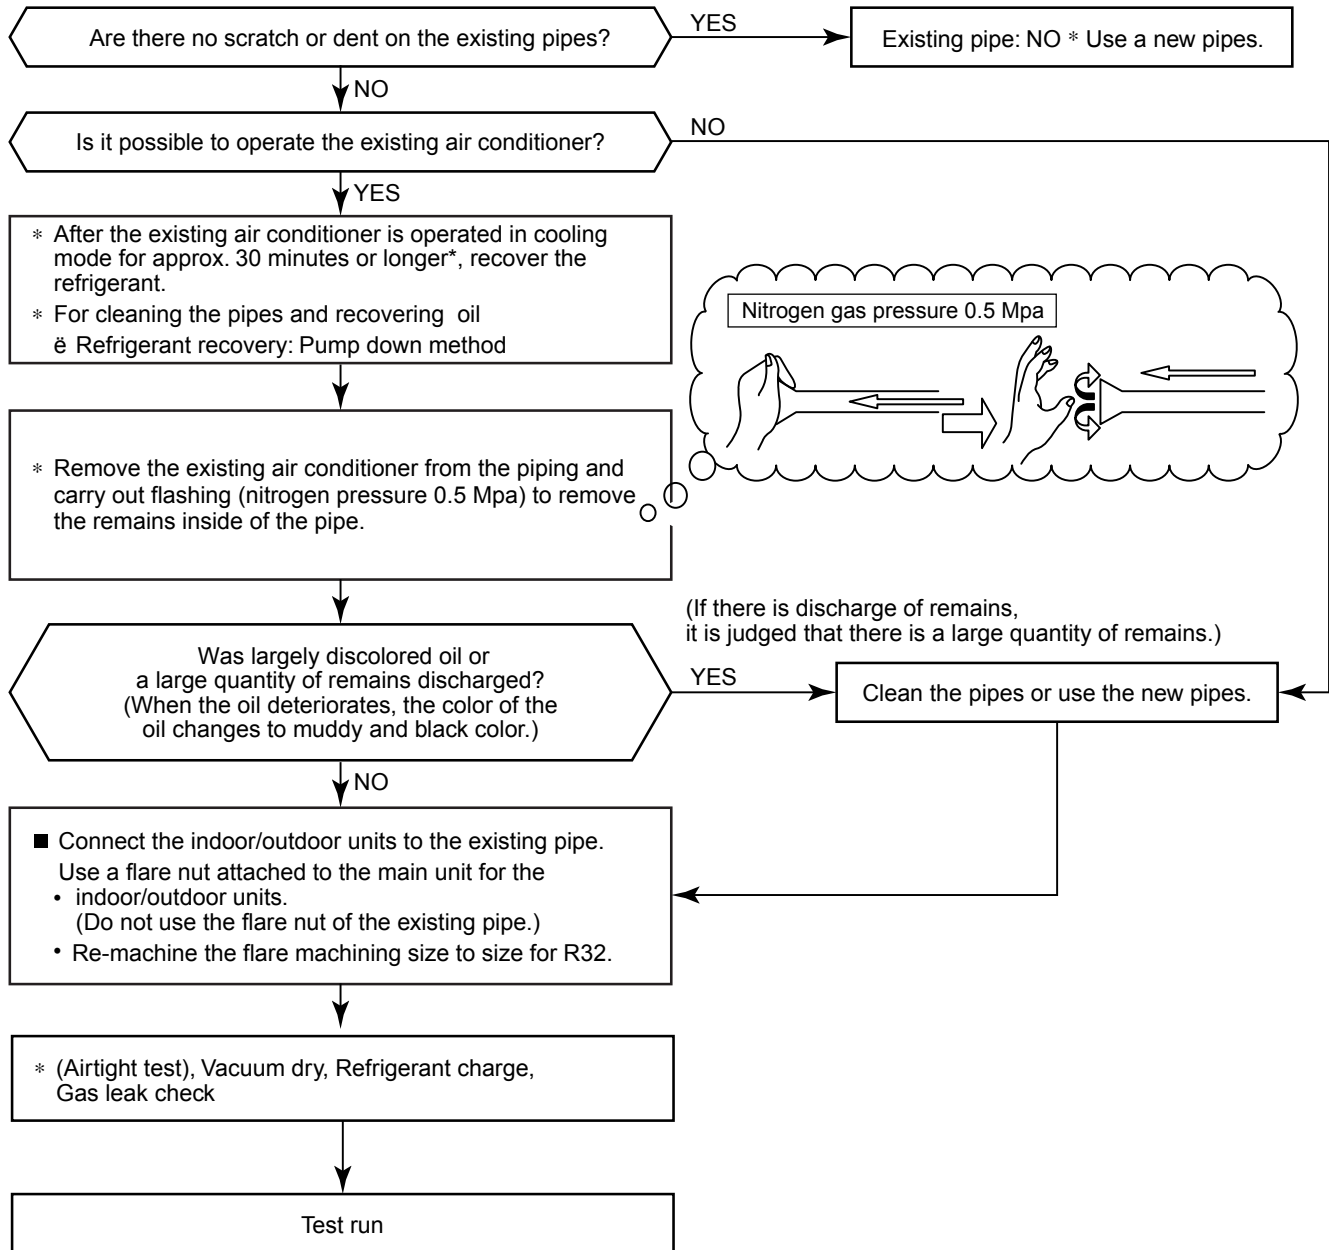 Are there no scratch or dent on the existing pipes?
YES
Existing pipe: NO * Use a new pipes.
NO
Is it possible to operate the existing air conditioner?
NO
YES
* After the existing air conditioner is operated in cooling
mode for approx. 30 minutes or longer*, recover the
refrigerant.
* For cleaning the pipes and recovering oil
ë Refrigerant recovery: Pump down method
Nitrogen gas pressure 0.5 Mpa
* Remove the existing air conditioner from the piping and
carry out flashing (nitrogen pressure 0.5 Mpa) to remove
the remains inside of the pipe.
(If there is discharge of remains,
it is judged that there is a large quantity of remains.)
Was largely discolored oil or
a large quantity of remains discharged?
(When the oil deteriorates, the color of the
oil changes to muddy and black color.)
YES
Clean the pipes or use the new pipes.
NO
■ Connect the indoor/outdoor units to the existing pipe.
Use a flare nut attached to the main unit for the
• indoor/outdoor units.
(Do not use the flare nut of the existing pipe.)
• Re-machine the flare machining size to size for R32.
* (Airtight test), Vacuum dry, Refrigerant charge,
Gas leak check
Test run